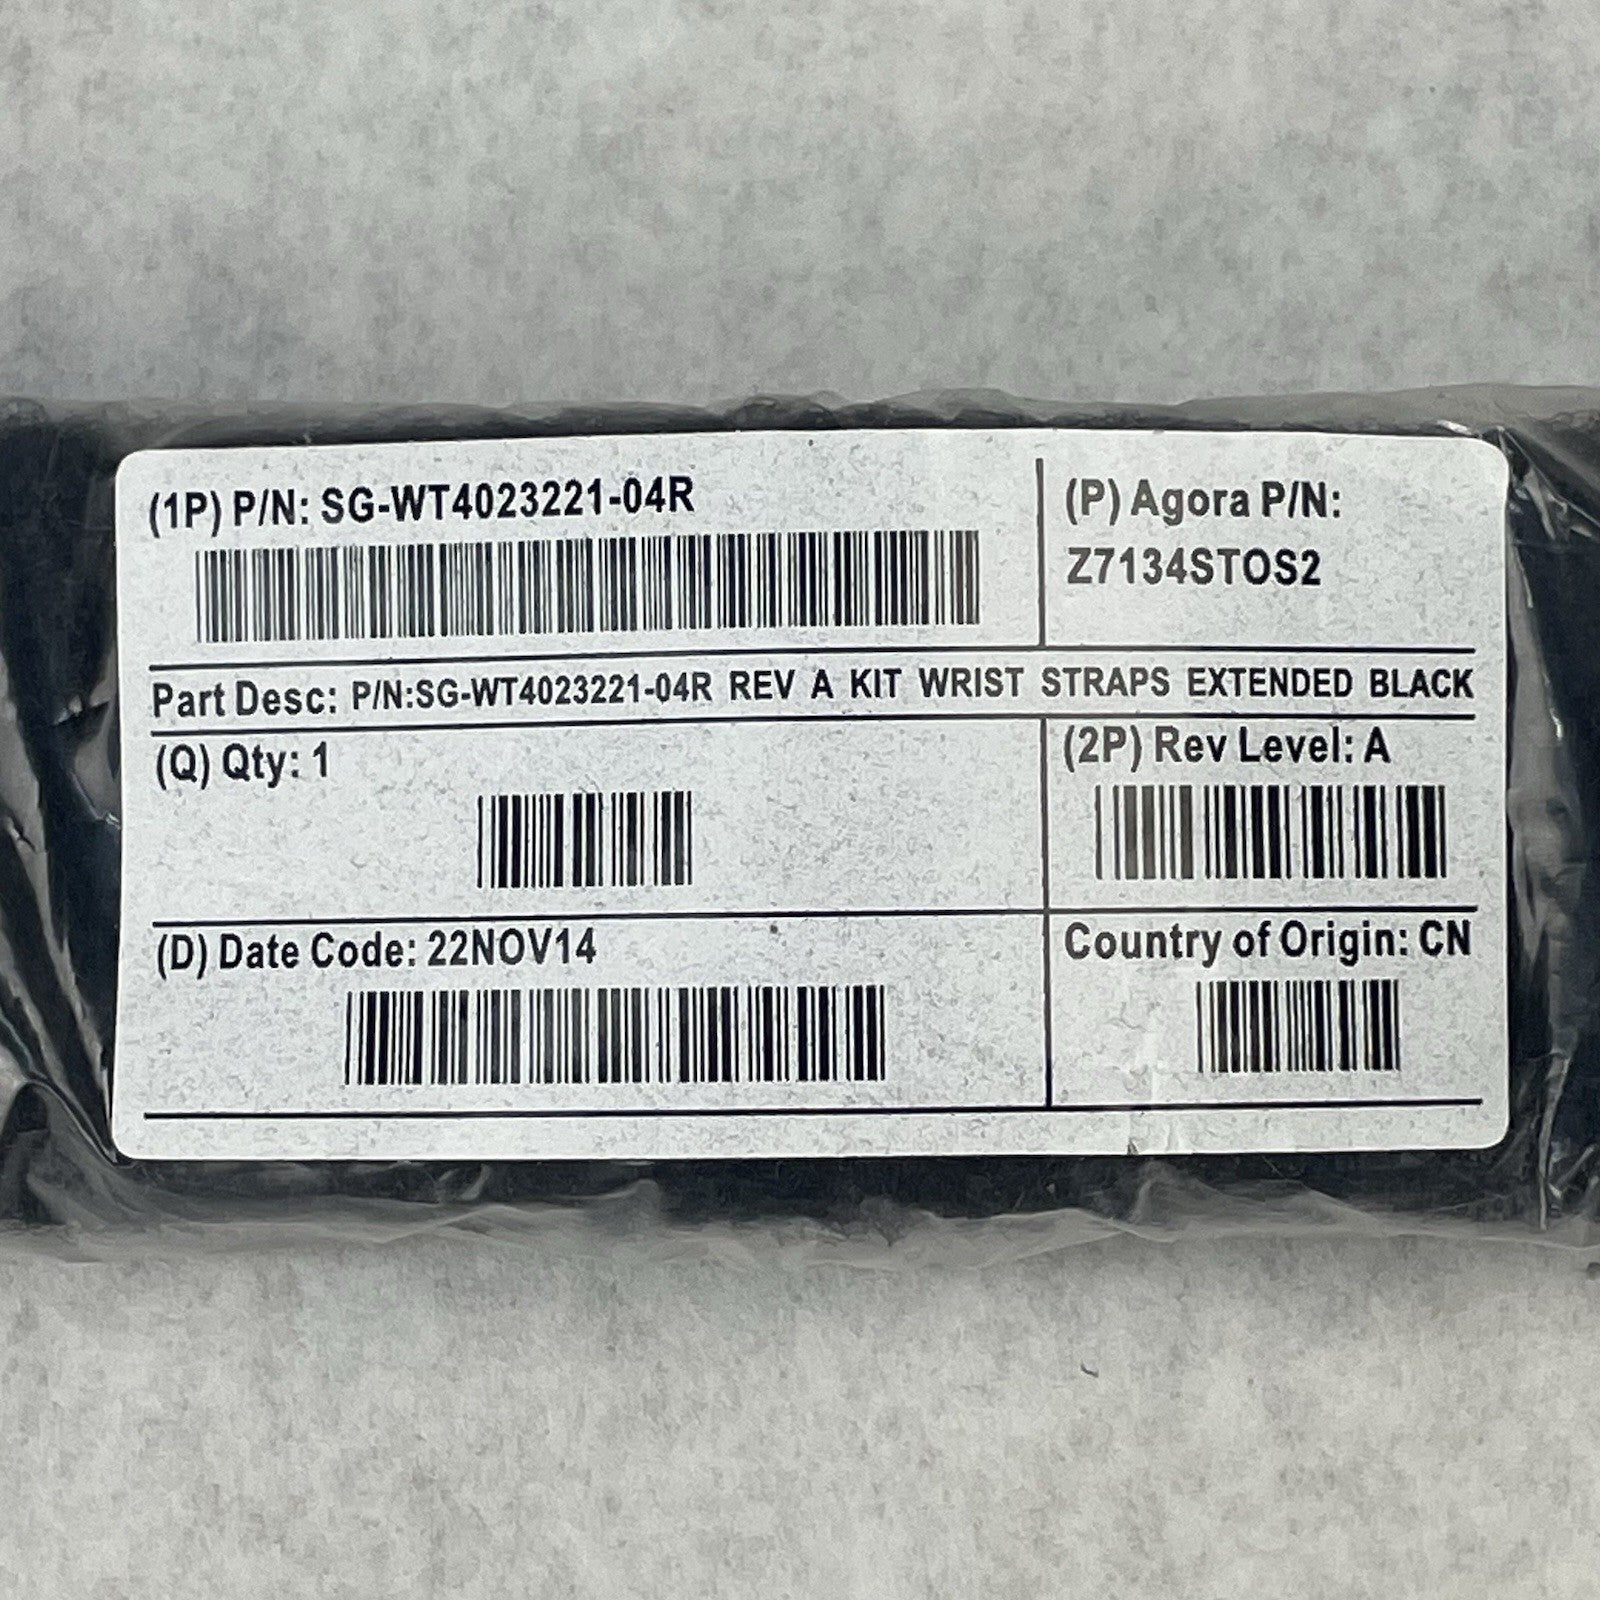 (1P) P/N: SG-WT4023221-04R
(P) Agora P/N:
Z7134STOS2
Part Desc: P/N:SG-WT4023221-04R REV A KIT WRIST STRAPS EXTENDED BLACK
(Q) Qty: 1
(2P) Rev Level: A
(D) Date Code: 22NOV14
Country of Origin: CN